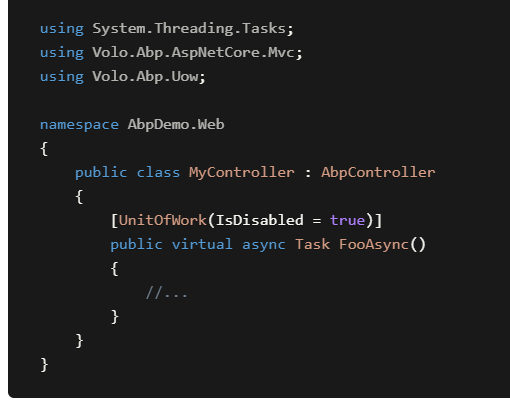 using System.Threading.Tasks;
using Volo.Abp.AspNetCore.Mvc;
using Volo.Abp.Uow;

namespace AbpDemo.Web
{
    public class MyController : AbpController
    {
        [UnitOfWork(IsDisabled = true)]
        public virtual async Task FooAsync()
        {
            //...
        }
    }
}